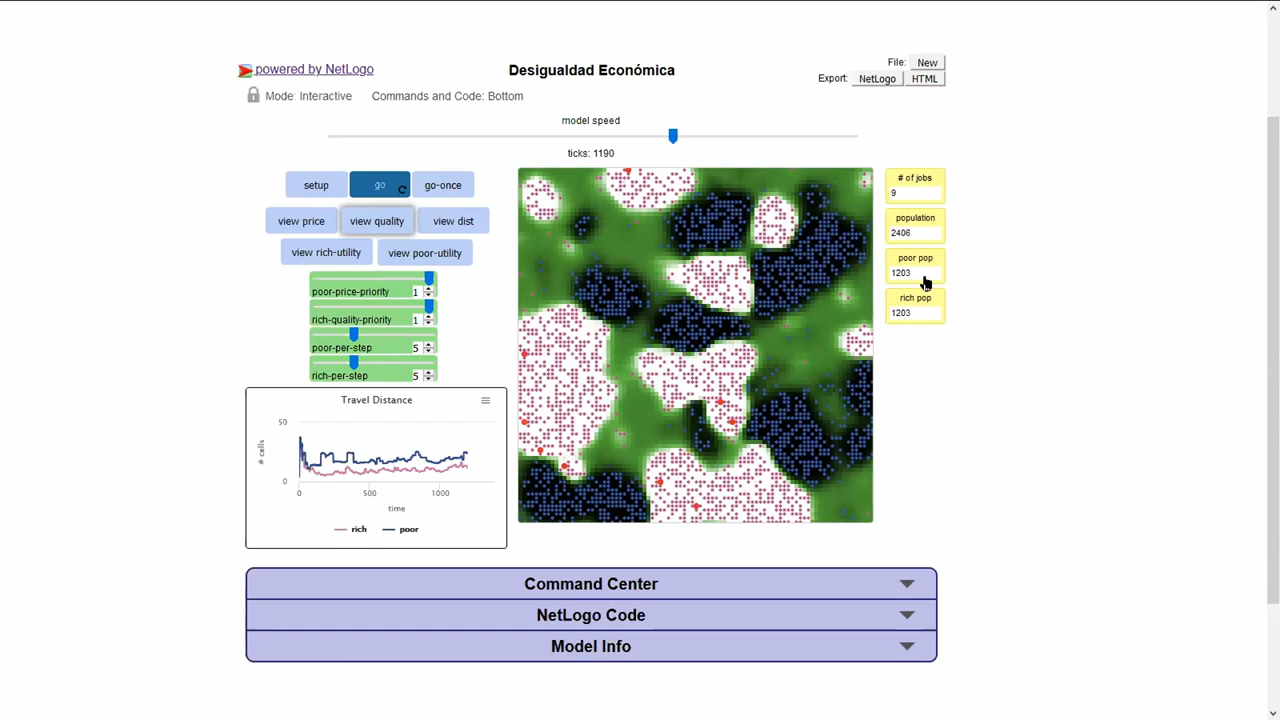 powered by NetLogo
Desigualdad Económica
File: New
Export: NetLogo HTML
Mode: Interactive Commands and Code: Bottom
model speed
ticks: 1190
setup go go-once
view price view quality view dist
view rich-utility view poor-utility
poor-price-priority 1
rich-quality-priority 1
poor-per-step 5
rich-per-step 5
Travel Distance
50
# cells
0
0 500 1000
time
rich poor
# of jobs
9
population
2406
poor pop
1203
rich pop
1203
Command Center
NetLogo Code
Model Info